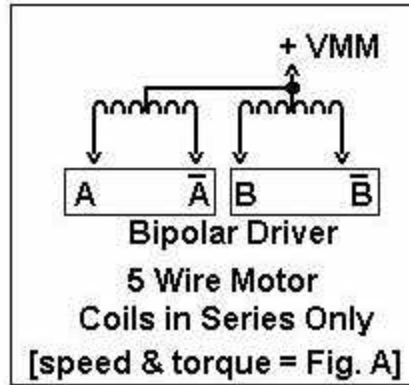 + VMM
A A̅ B B̅
Bipolar Driver
5 Wire Motor
Coils in Series Only
[speed & torque = Fig. A]